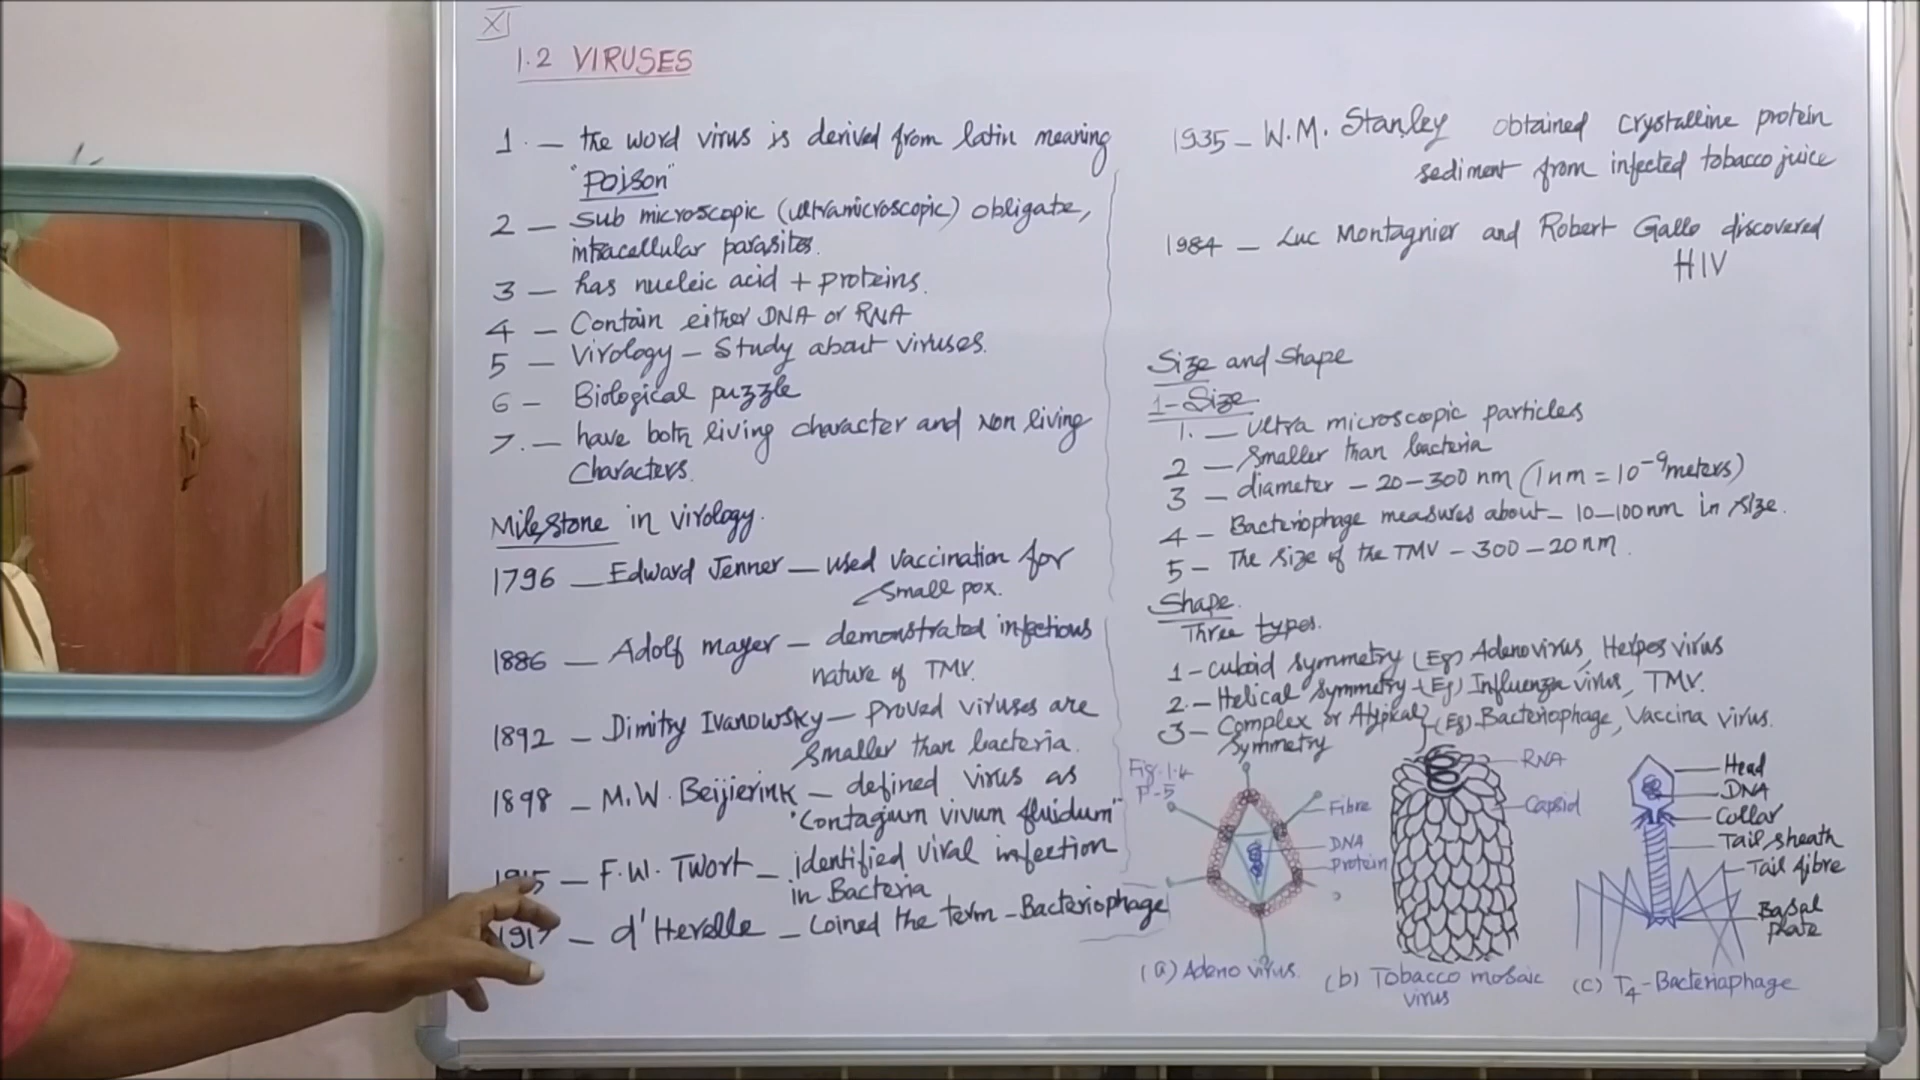 XI
1.2 VIRUSES
1. — the word virus is derived from latin meaning
"Poison"
2 — Sub microscopic (ultramicroscopic) obligate,
intracellular parasites.
3 — has nucleic acid + proteins.
4 — Contain either DNA or RNA
5 — Virology — Study about viruses.
6 — Biological puzzle
7. — have both living character and Non living
Characters.
Milestone in virology.
1796 — Edward Jenner — used vaccination for
Small pox.
1886 — Adolf mayer — demonstrated infectious
nature of TMV.
1892 — Dimitry Ivanowsky — Proved viruses are
smaller than bacteria.
1898 — M.W. Beijierink — defined virus as
"Contagium vivum fluidum"
1915 — F.W. Twort — identified viral infection
in Bacteria
1917 — d'Herelle — Coined the term — Bacteriophage
1935 — W.M. Stanley obtained crystalline protein
sediment from infected tobacco juice
1984 — Luc Montagnier and Robert Gallo discovered
HIV
Size and Shape
1-Size
1. — Ultra microscopic particles
2 — Smaller than bacteria
3 — diameter — 20—300 nm (1nm = 10⁻⁹meters)
4 — Bacteriophage measures about — 10—100nm in size.
5 — The size of the TMV — 300—20nm.
Shape.
Three types.
1 — cuboid symmetry (Eg) Adenovirus, Herpes virus
2. — Helical symmetry — (Eg) Influenza virus, TMV.
3 — Complex or Atypical} (Eg). Bacteriophage, Vaccina virus.
Symmetry
Fig. 1.4
P-5
Fibre
DNA
Protein
(a) Adeno virus.
RNA
Capsid
(b) Tobacco mosaic
virus
Head
DNA
Collar
Tail sheath
Tail fibre
Basal
plate
(c) T₄-Bacteriaphage